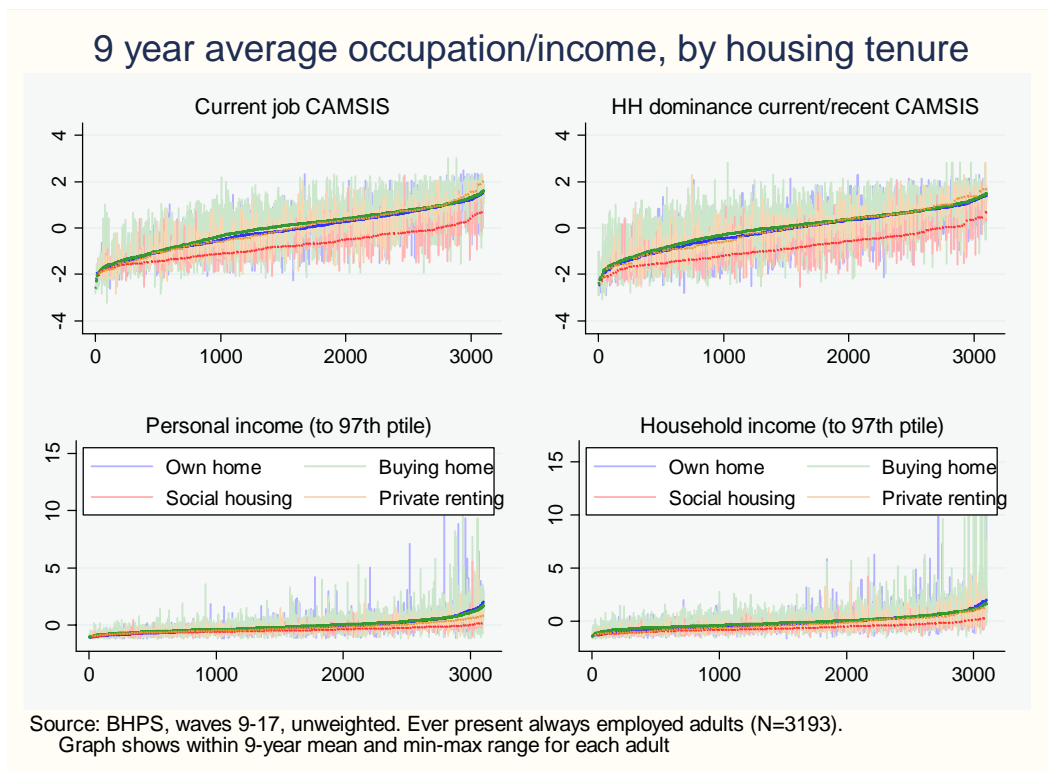 9 year average occupation/income, by housing tenure
Current job CAMSIS
HH dominance current/recent CAMSIS
4
2
0
-2
-4
0 1000 2000 3000
4
2
0
-2
-4
0 1000 2000 3000
Personal income (to 97th ptile)
Household income (to 97th ptile)
15
10
5
0
Own home Buying home
Social housing Private renting
0 1000 2000 3000
15
10
5
0
Own home Buying home
Social housing Private renting
0 1000 2000 3000
Source: BHPS, waves 9-17, unweighted. Ever present always employed adults (N=3193).
Graph shows within 9-year mean and min-max range for each adult